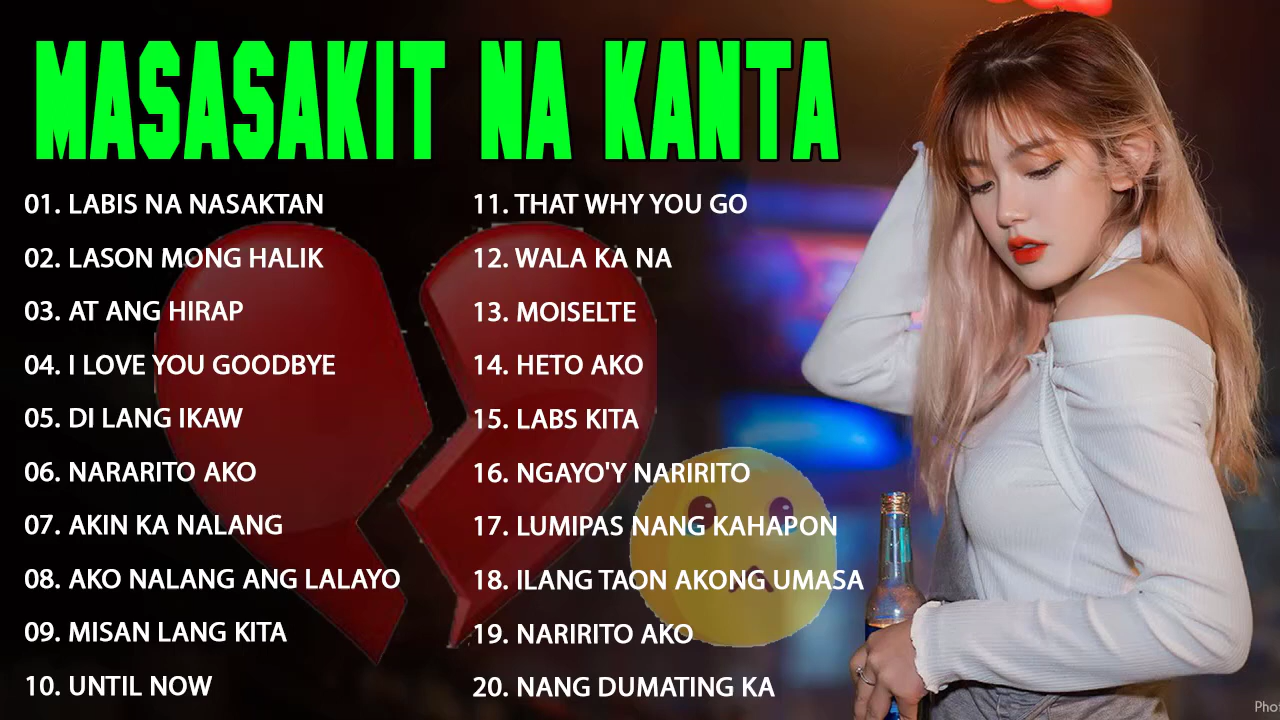 MASASAKIT NA KANTA
01. LABIS NA NASAKTAN
02. LASON MONG HALIK
03. AT ANG HIRAP
04. I LOVE YOU GOODBYE
05. DI LANG IKAW
06. NARARITO AKO
07. AKIN KA NALANG
08. AKO NALANG ANG LALAYO
09. MISAN LANG KITA
10. UNTIL NOW
11. THAT WHY YOU GO
12. WALA KA NA
13. MOISELTE
14. HETO AKO
15. LABS KITA
16. NGAYO'Y NARIRITO
17. LUMIPAS NANG KAHAPON
18. ILANG TAON AKONG UMASA
19. NARIRITO AKO
20. NANG DUMATING KA